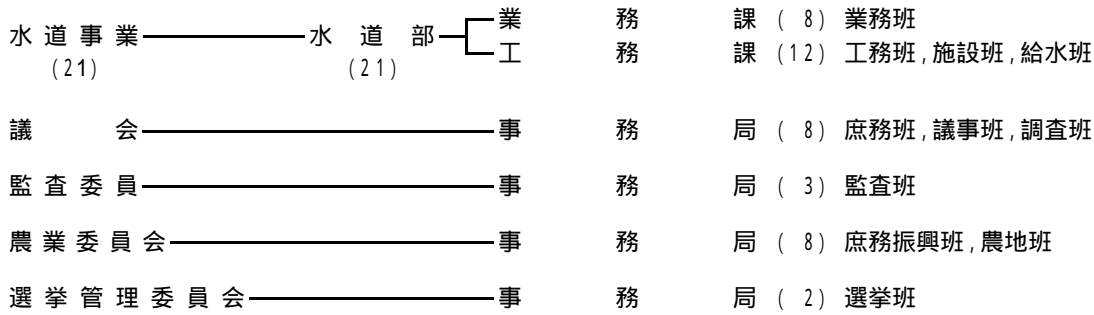 業務課(8) 業務班
水道事業 水道部
工務課(12) 工務班,施設班,給水班
(21) (21)
議会 事務局(8) 庶務班,議事班,調査班
監査委員 事務局(3) 監査班
農業委員会 事務局(8) 庶務振興班,農地班
選挙管理委員会 事務局(2) 選挙班